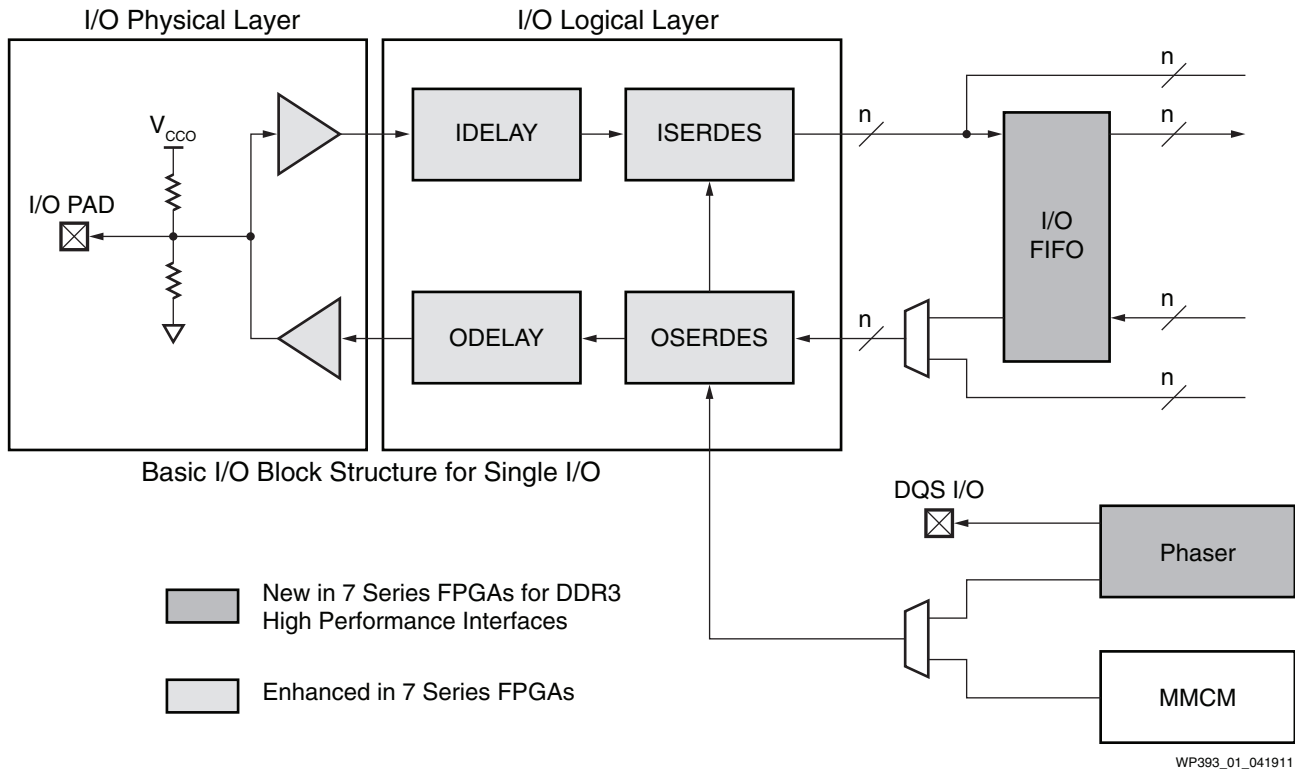 I/O Physical Layer
I/O Logical Layer
V_CCO
I/O PAD
IDELAY
ISERDES
n
n
n
I/O
FIFO
ODELAY
OSERDES
n
n
n
Basic I/O Block Structure for Single I/O
DQS I/O
Phaser
New in 7 Series FPGAs for DDR3
High Performance Interfaces
Enhanced in 7 Series FPGAs
MMCM
WP393_01_041911